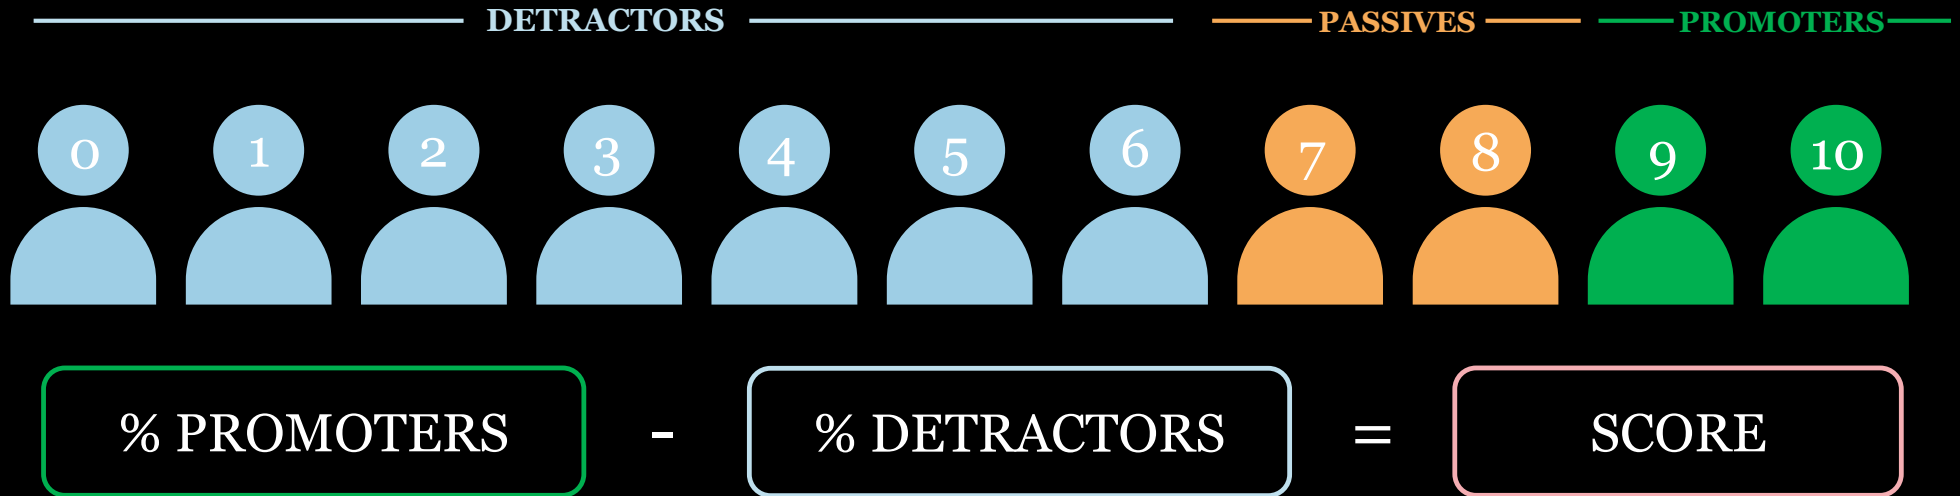 DETRACTORS PASSIVES PROMOTERS
0 1 2 3 4 5 6 7 8 9 10
% PROMOTERS - % DETRACTORS = SCORE